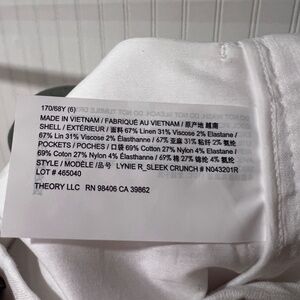 170/68Y (6)
MADE IN VIETNAM / FABRIQUÉ AU VIETNAM / 原产地 越南
SHELL / EXTÉRIEUR / 面料 67% Linen 31% Viscose 2% Elastane /
67% Lin 31% Viscose 2% Élasthanne / 67% 亚麻 31% 粘纤 2% 氨纶
POCKETS / POCHES / 口袋 69% Cotton 27% Nylon 4% Elastane /
69% Coton 27% Nylon 4% Élasthanne / 69% 棉 27% 锦纶 4% 氨纶
STYLE / MODÈLE /品号 LYNIE R_SLEEK CRUNCH # N043201R
LOT # 465040
THEORY LLC RN 98406 CA 39862